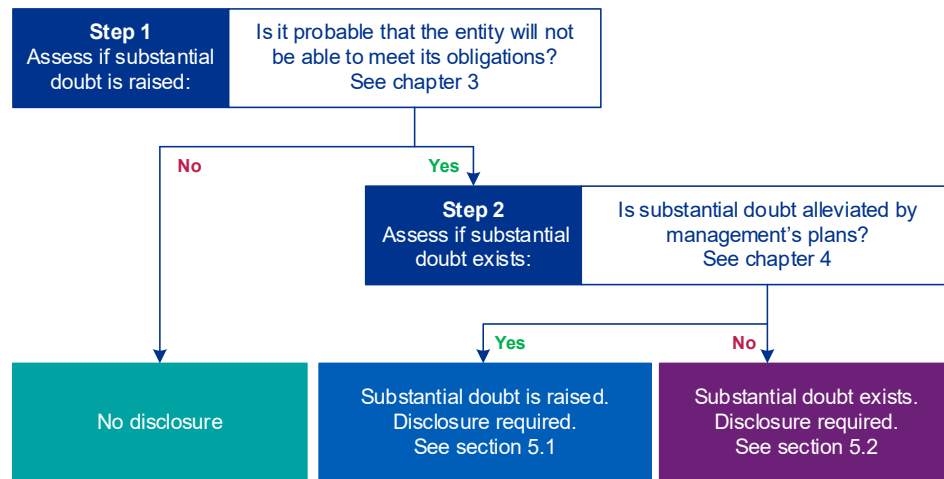 Step 1
Assess if substantial
doubt is raised:
Is it probable that the entity will not
be able to meet its obligations?
See chapter 3
No
Yes
Step 2
Assess if substantial
doubt exists:
Is substantial doubt alleviated by
management’s plans?
See chapter 4
Yes
No
No disclosure
Substantial doubt is raised.
Disclosure required.
See section 5.1
Substantial doubt exists.
Disclosure required.
See section 5.2